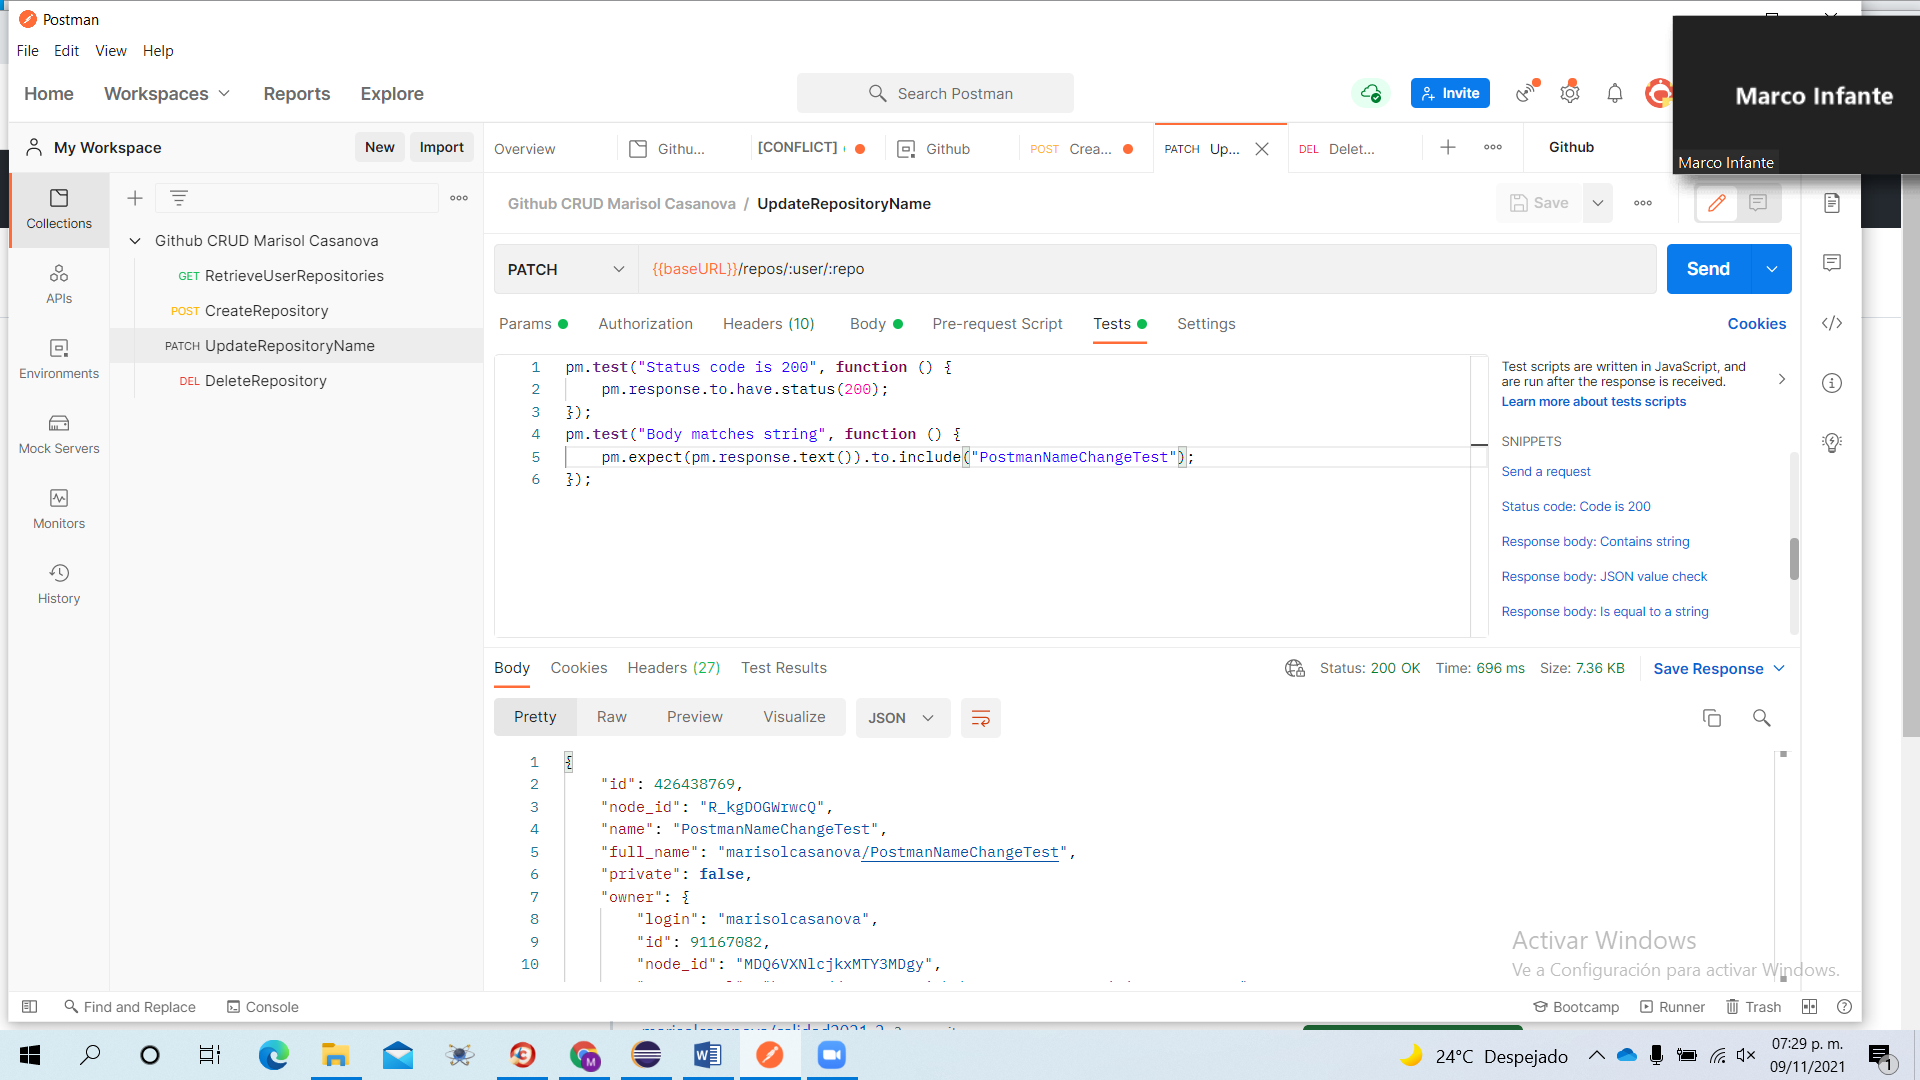 Postman
File Edit View Help
Home Workspaces Reports Explore
Search Postman
Invite
Marco Infante
Marco Infante
My Workspace
New Import
Overview
Githu...
[CONFLICT]
Github
POST Crea...
PATCH Up...
DEL Delet...
Github
Collections
APIs
Environments
Mock Servers
Monitors
History
Github CRUD Marisol Casanova
GET RetrieveUserRepositories
POST CreateRepository
PATCH UpdateRepositoryName
DEL DeleteRepository
Github CRUD Marisol Casanova / UpdateRepositoryName
Save
PATCH
{{baseURL}}/repos/:user/:repo
Send
Params Authorization Headers (10) Body Pre-request Script Tests Settings
Cookies
1 pm.test("Status code is 200", function () {
2 pm.response.to.have.status(200);
3 });
4 pm.test("Body matches string", function () {
5 pm.expect(pm.response.text()).to.include("PostmanNameChangeTest");
6 });
Test scripts are written in JavaScript, and
are run after the response is received.
Learn more about tests scripts
SNIPPETS
Send a request
Status code: Code is 200
Response body: Contains string
Response body: JSON value check
Response body: Is equal to a string
Body Cookies Headers (27) Test Results
Status: 200 OK Time: 696 ms Size: 7.36 KB
Save Response
Pretty Raw Preview Visualize JSON
1 {
2 "id": 426438769,
3 "node_id": "R_kgDOGWrwcQ",
4 "name": "PostmanNameChangeTest",
5 "full_name": "marisolcasanova/PostmanNameChangeTest",
6 "private": false,
7 "owner": {
8 "login": "marisolcasanova",
9 "id": 91167082,
10 "node_id": "MDQ6VXNlcjkxMTY3MDgy",
Activar Windows
Ve a Configuración para activar Windows.
Find and Replace Console
Bootcamp Runner Trash
24°C Despejado
07:29 p. m.
09/11/2021
1